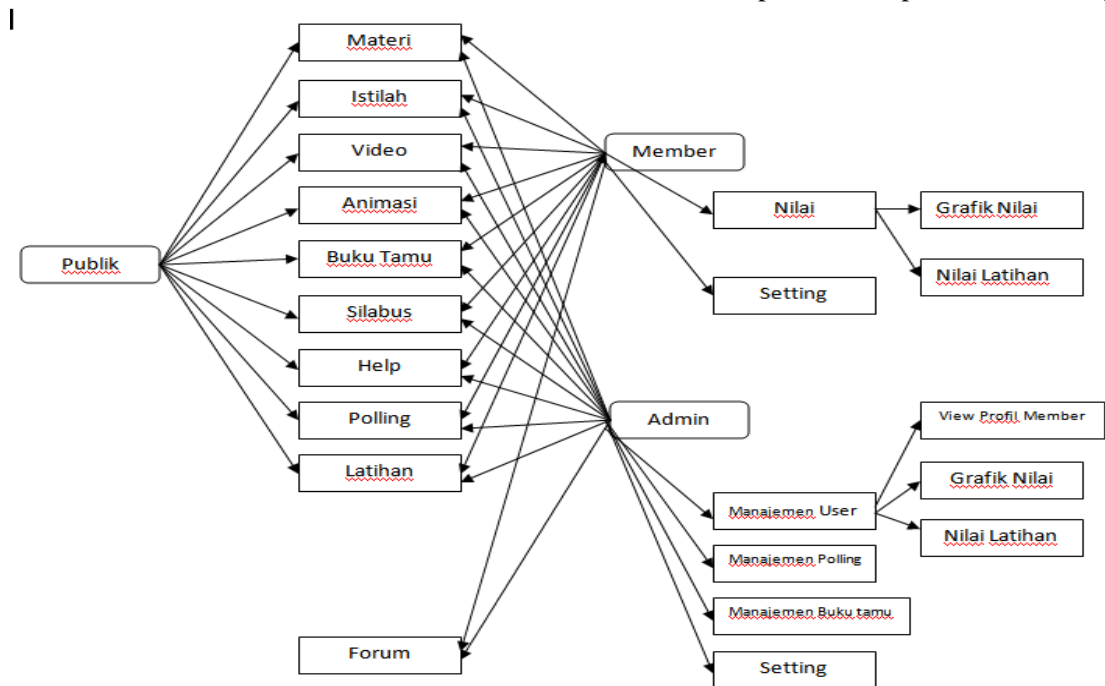 Materi
Istilah
Video
Animasi
Buku Tamu
Silabus
Help
Polling
Latihan
Forum
Publik
Member
Nilai
Grafik Nilai
Nilai Latihan
Setting
Admin
View Profil Member
Grafik Nilai
Nilai Latihan
Manajemen User
Manajemen Polling
Manajemen Buku tamu
Setting